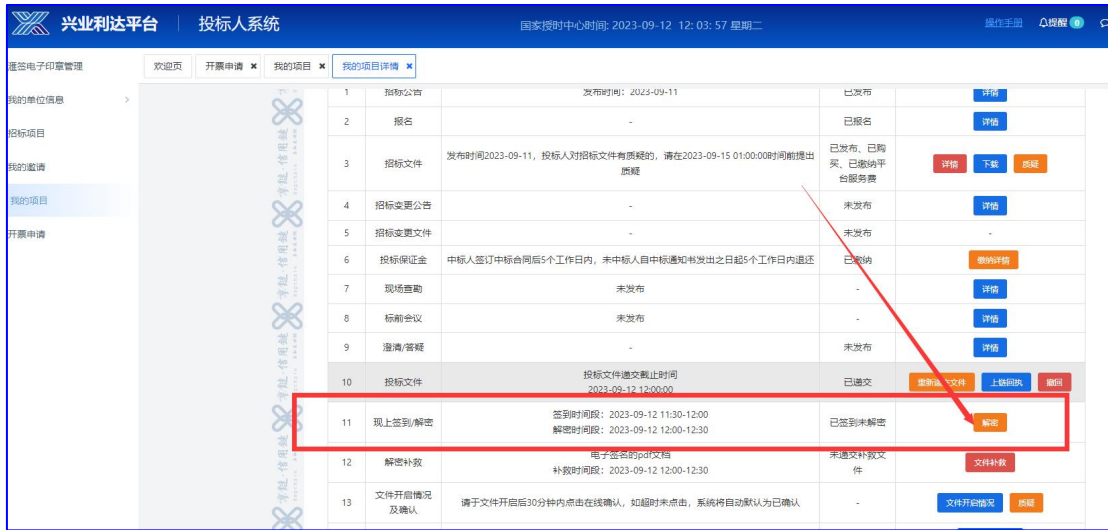 兴业利达平台 投标人系统 国家授时中心时间: 2023-09-12 12: 03: 57 星期二 操作手册 提醒 0
欢迎页 开票申请 × 我的项目 × 我的项目详情 ×
签电子印章管理
我的单位信息
招标项目
我的邀请
我的项目
开票申请
1 招标公告 发布时间: 2023-09-11 已发布 详情
2 报名 - 已报名 详情
3 招标文件 发布时间2023-09-11, 投标人对招标文件有质疑的, 请在2023-09-15 01:00:00时间前提出
质疑 已发布、已购
买、已缴纳平
台服务费 详情 下载 质疑
4 招标变更公告 - 未发布 详情
5 招标变更文件 - 未发布 -
6 投标保证金 中标人签订中标合同后5个工作日内, 未中标人自中标通知书发出之日起5个工作日内退还 已缴纳 缴纳详情
7 现场查勘 未发布 - 详情
8 标前会议 未发布 - 详情
9 澄清/答疑 - 未发布 详情
10 投标文件 投标文件递交截止时间
2023-09-12 12:00:00 已递交 文件 上链回执 撤回
11 现上签到/解密 签到时间段: 2023-09-12 11:30-12:00
解密时间段: 2023-09-12 12:00-12:30 已签到未解密 解密
12 解密补救 电子签名的pdf文档
补救时间段: 2023-09-12 12:00-12:30 未递交补救文
件 文件补救
13 文件开启情况
及确认 请于文件开启后30分钟内点击在线确认, 如超时未点击, 系统将自动默认为已确认 - 文件开启情况 质疑